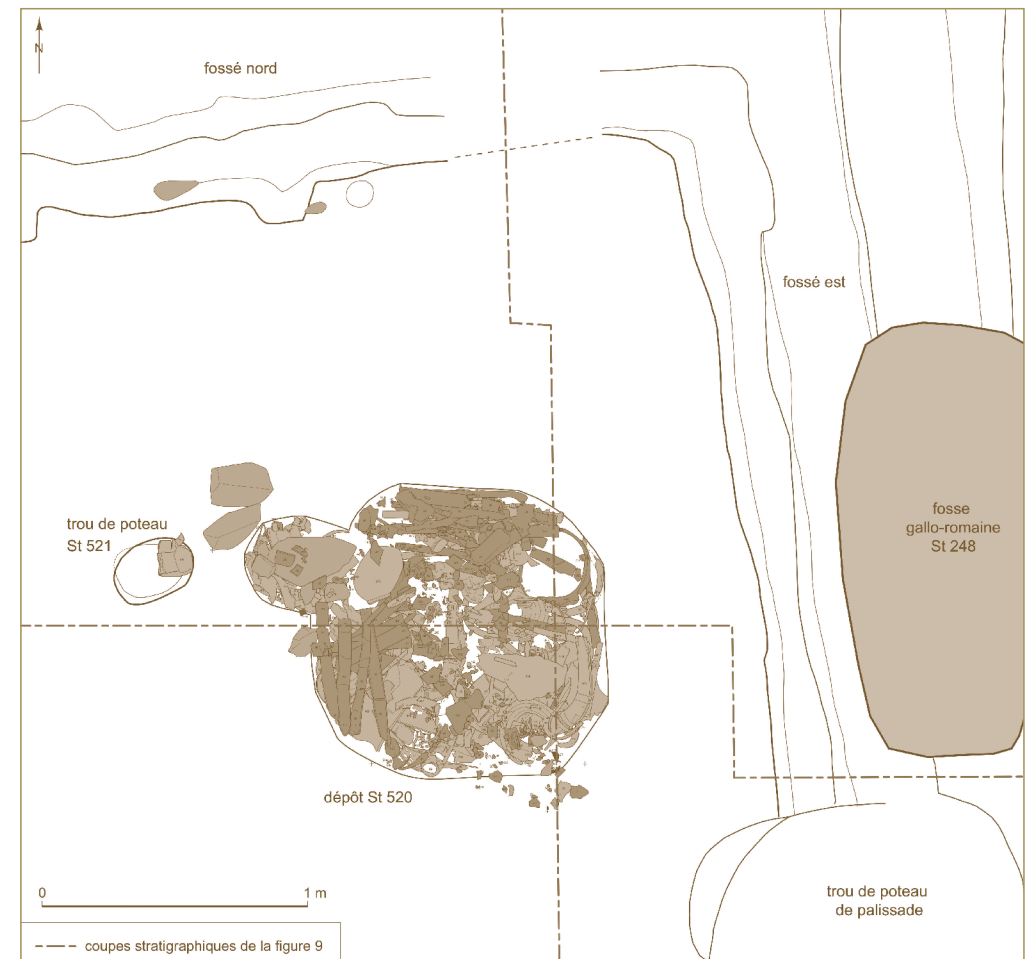 N
fossé nord
fossé est
trou de poteau
St 521
fosse
gallo-romaine
St 248
dépôt St 520
0
1 m
trou de poteau
de palissade
coupes stratigraphiques de la figure 9